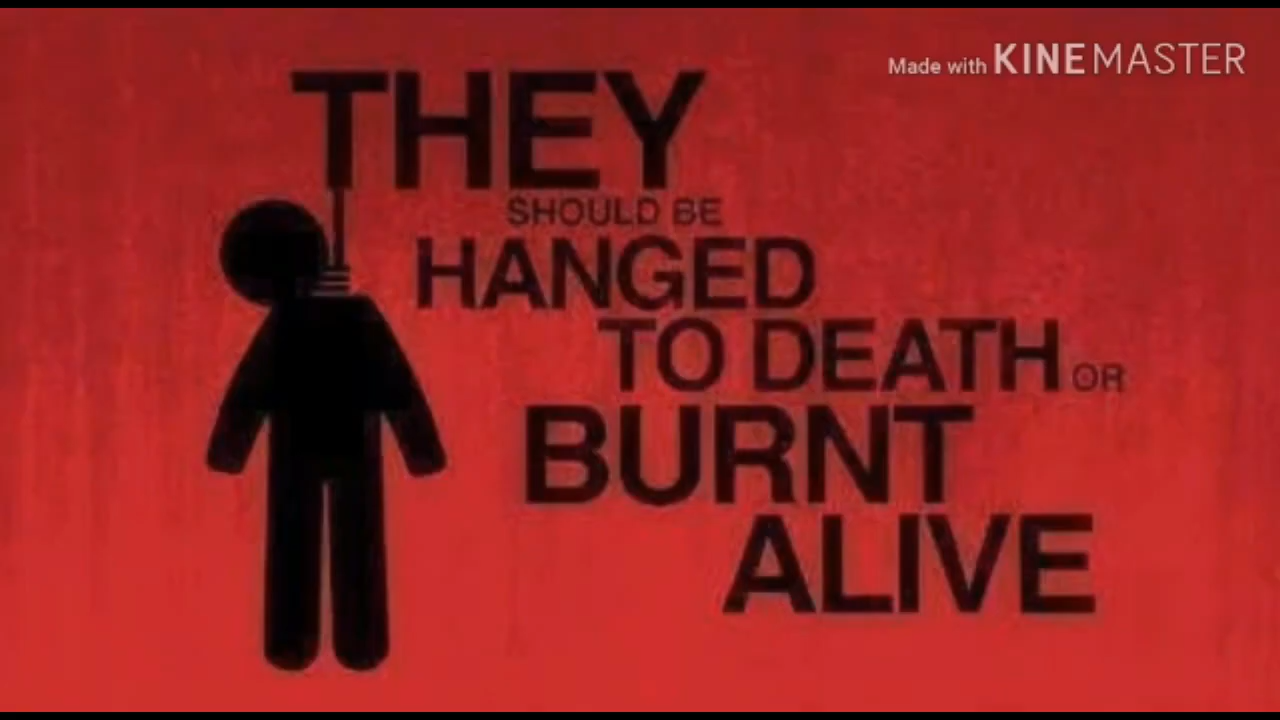 Made with KINEMASTER
THEY
SHOULD BE
HANGED
TO DEATH OR
BURNT
ALIVE